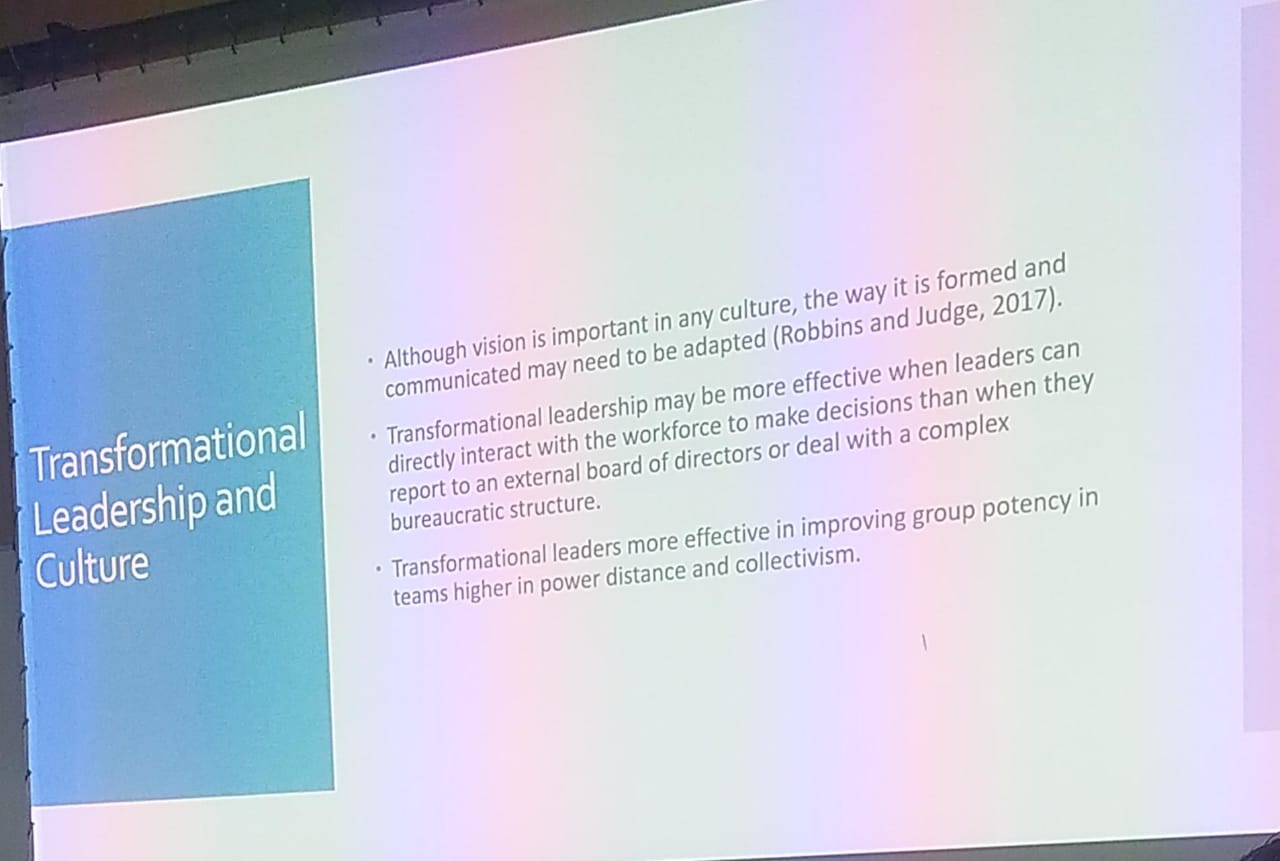 Transformational
Leadership and
Culture
• Although vision is important in any culture, the way it is formed and
communicated may need to be adapted (Robbins and Judge, 2017).
• Transformational leadership may be more effective when leaders can
directly interact with the workforce to make decisions than when they
report to an external board of directors or deal with a complex
bureaucratic structure.
• Transformational leaders more effective in improving group potency in
teams higher in power distance and collectivism.